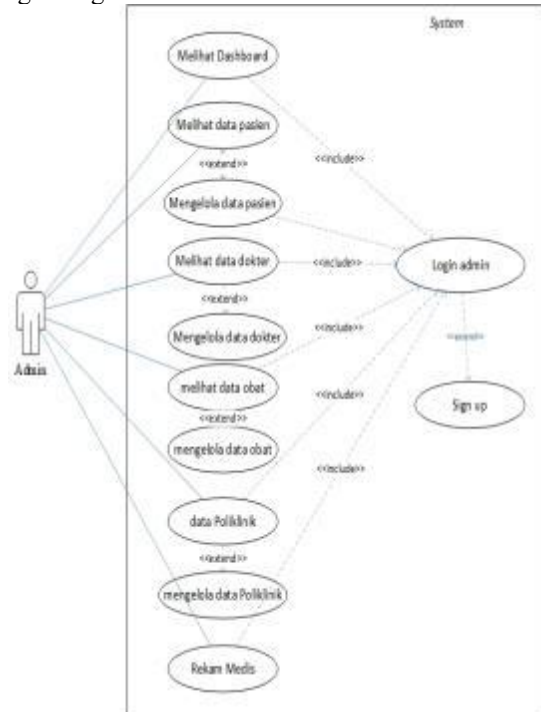 System
Melihat Dashboard
Melihat data pasien
<<include>>
<<extend>>
Mengelola data pasien
Melihat data dokter
<<include>>
Login admin
<<extend>>
Mengelola data dokter
<<include>>
Admin
melihat data obat
<<extend>>
Sign up
<<include>>
mengelola data obat
<<include>>
data Poliklinik
<<extend>>
mengelola data Poliklinik
Rekam Medis